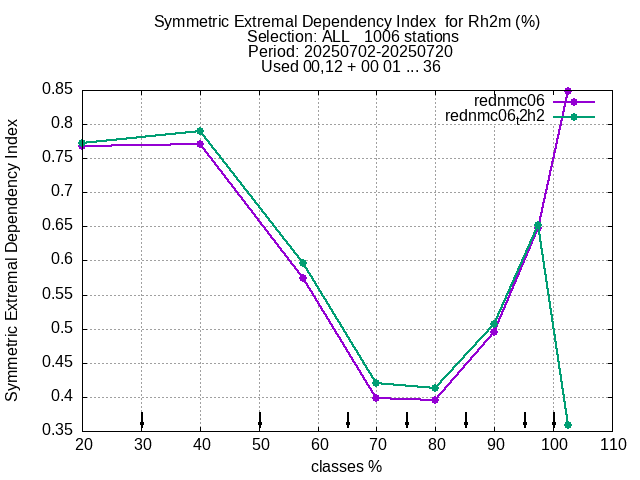 Symmetric Extremal Dependency Index  for Rh2m (%)
Selection: ALL   1006 stations
Period: 20250702-20250720
Used 00,12 + 00 01 ... 36
0.85
0.8
0.75
0.7
0.65
0.6
0.55
0.5
0.45
0.4
0.35
Symmetric Extremal Dependency Index
rednmc06
rednmc06,2h2
20 30 40 50 60 70 80 90 100 110
classes %